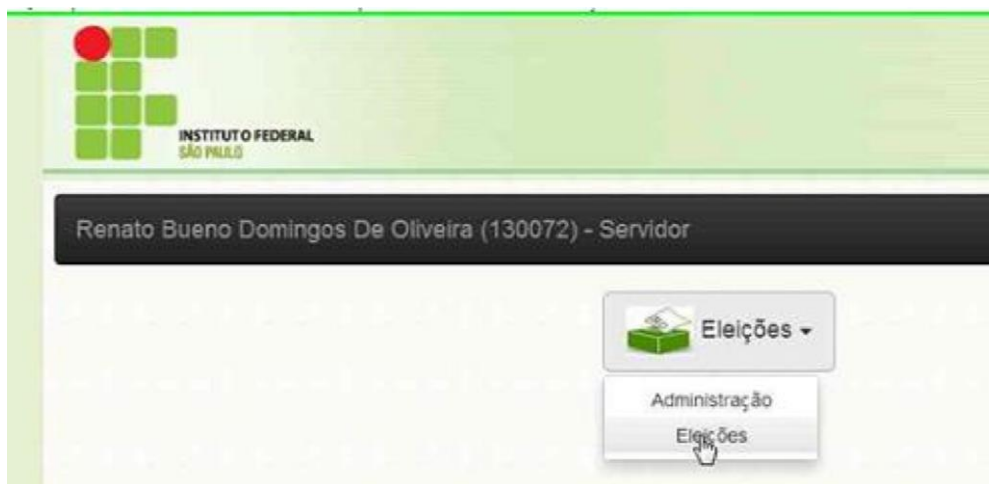 INSTITUTO FEDERAL
SÃO PAULO
Renato Bueno Domingos De Oliveira (130072) - Servidor
Eleições
Administração
Eleições